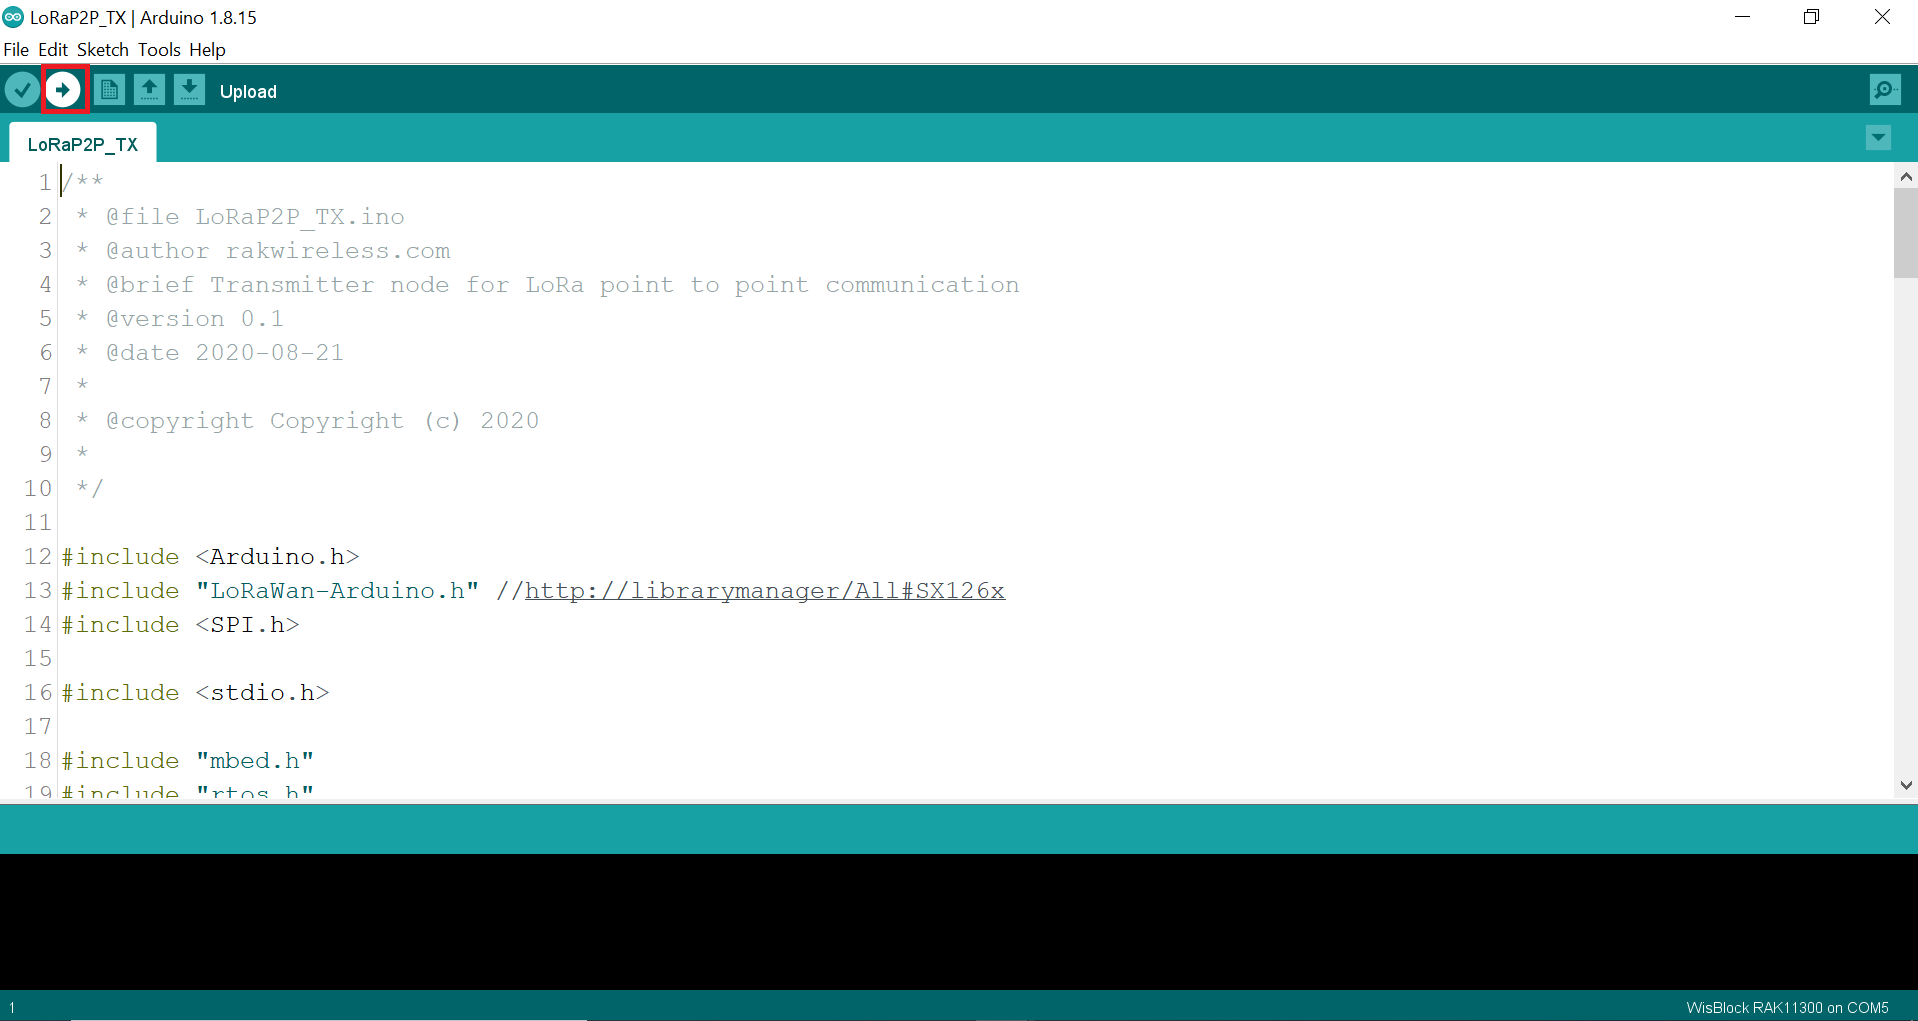 LoRaP2P_TX | Arduino 1.8.15
File Edit Sketch Tools Help
Upload
LoRaP2P_TX
1 /**
2 * @file LoRaP2P_TX.ino
3 * @author rakwireless.com
4 * @brief Transmitter node for LoRa point to point communication
5 * @version 0.1
6 * @date 2020-08-21
7 *
8 * @copyright Copyright (c) 2020
9 *
10 */
11
12 #include <Arduino.h>
13 #include "LoRaWan-Arduino.h" //http://librarymanager/All#SX126x
14 #include <SPI.h>
15
16 #include <stdio.h>
17
18 #include "mbed.h"
19 #include "rtos.h"
1 WisBlock RAK11300 on COM5